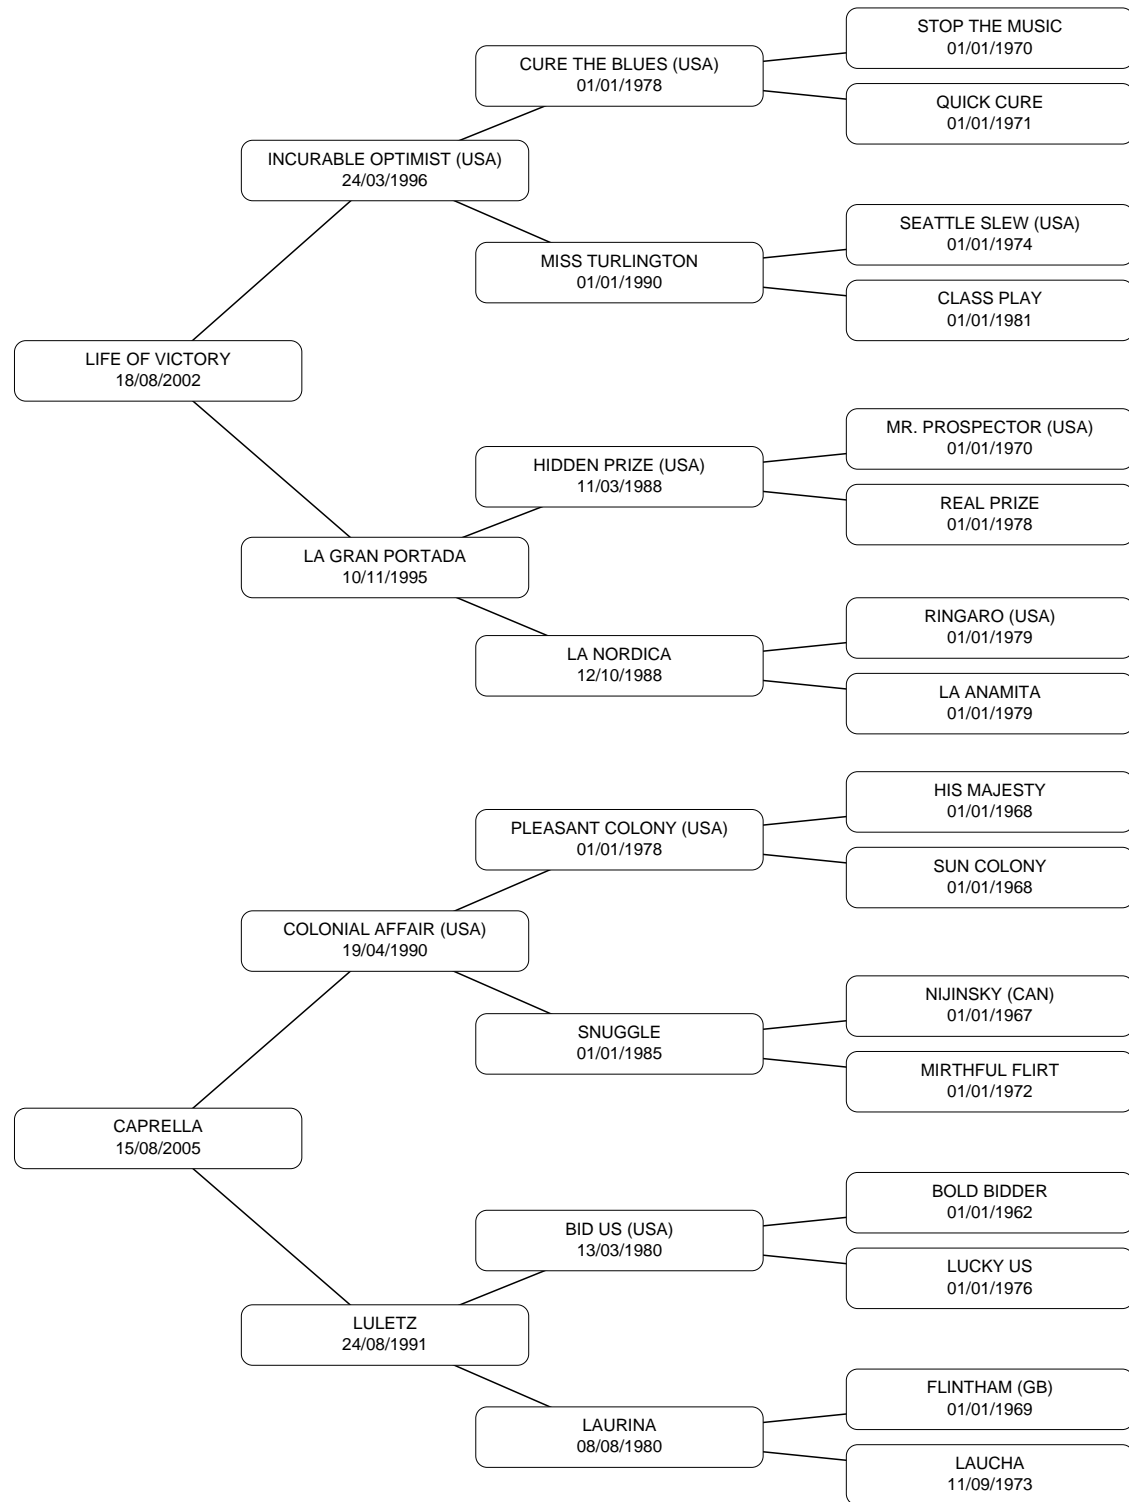 STOP THE MUSIC
01/01/1970
CURE THE BLUES (USA)
01/01/1978
QUICK CURE
01/01/1971
INCURABLE OPTIMIST (USA)
24/03/1996
SEATTLE SLEW (USA)
01/01/1974
MISS TURLINGTON
01/01/1990
CLASS PLAY
01/01/1981
LIFE OF VICTORY
18/08/2002
MR. PROSPECTOR (USA)
01/01/1970
HIDDEN PRIZE (USA)
11/03/1988
REAL PRIZE
01/01/1978
LA GRAN PORTADA
10/11/1995
RINGARO (USA)
01/01/1979
LA NORDICA
12/10/1988
LA ANAMITA
01/01/1979
HIS MAJESTY
01/01/1968
PLEASANT COLONY (USA)
01/01/1978
SUN COLONY
01/01/1968
COLONIAL AFFAIR (USA)
19/04/1990
NIJINSKY (CAN)
01/01/1967
SNUGGLE
01/01/1985
MIRTHFUL FLIRT
01/01/1972
CAPRELLA
15/08/2005
BOLD BIDDER
01/01/1962
BID US (USA)
13/03/1980
LUCKY US
01/01/1976
LULETZ
24/08/1991
FLINTHAM (GB)
01/01/1969
LAURINA
08/08/1980
LAUCHA
11/09/1973